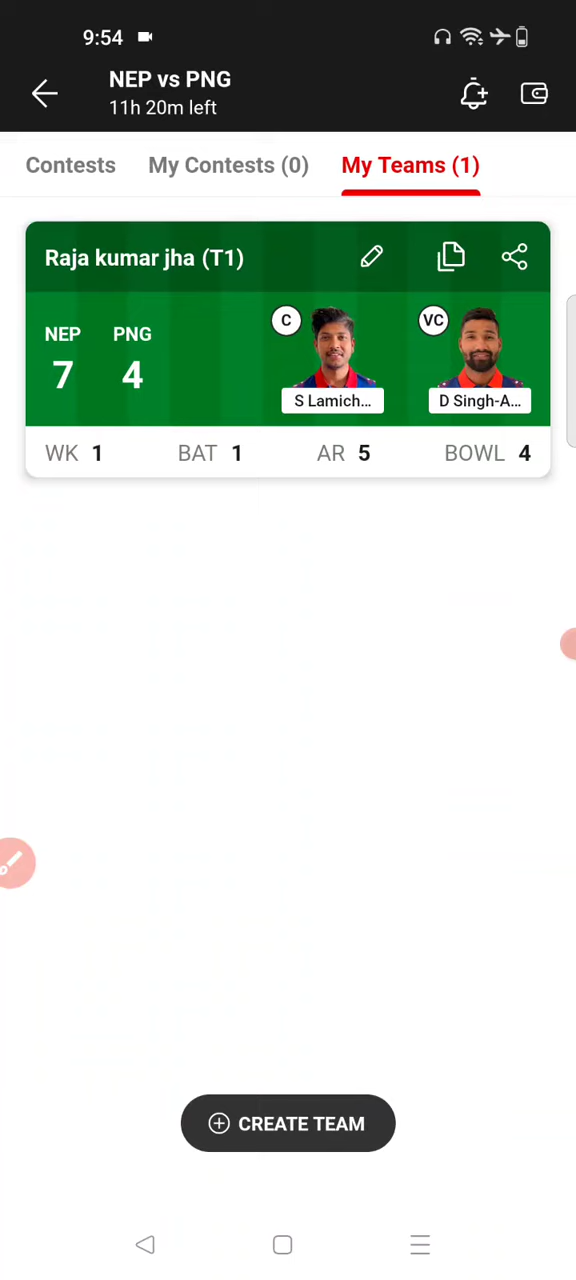 9:54
NEP vs PNG
11h 20m left
Contests My Contests (0) My Teams (1)
Raja kumar jha (T1)
NEP PNG C VC
7 4
S Lamich... D Singh-A...
WK 1 BAT 1 AR 5 BOWL 4
CREATE TEAM